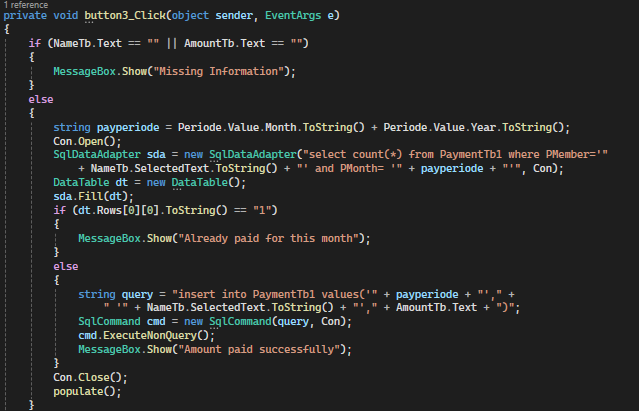 1 reference
private void button3_Click(object sender, EventArgs e)
{
if (NameTb.Text == "" || AmountTb.Text == "")
{
MessageBox.Show("Missing Information");
}
else
{
string payperiode = Periode.Value.Month.ToString() + Periode.Value.Year.ToString();
Con.Open();
SqlDataAdapter sda = new SqlDataAdapter("select count(*) from PaymentTb1 where PMember='"
+ NameTb.SelectedText.ToString() + "' and PMonth= '" + payperiode + "'", Con);
DataTable dt = new DataTable();
sda.Fill(dt);
if (dt.Rows[0][0].ToString() == "1")
{
MessageBox.Show("Already paid for this month");
}
else
{
string query = "insert into PaymentTb1 values('" + payperiode + "'," +
" '" + NameTb.SelectedText.ToString() + "'," + AmountTb.Text + ")";
SqlCommand cmd = new SqlCommand(query, Con);
cmd.ExecuteNonQuery();
MessageBox.Show("Amount paid successfully");
}
Con.Close();
populate();
}